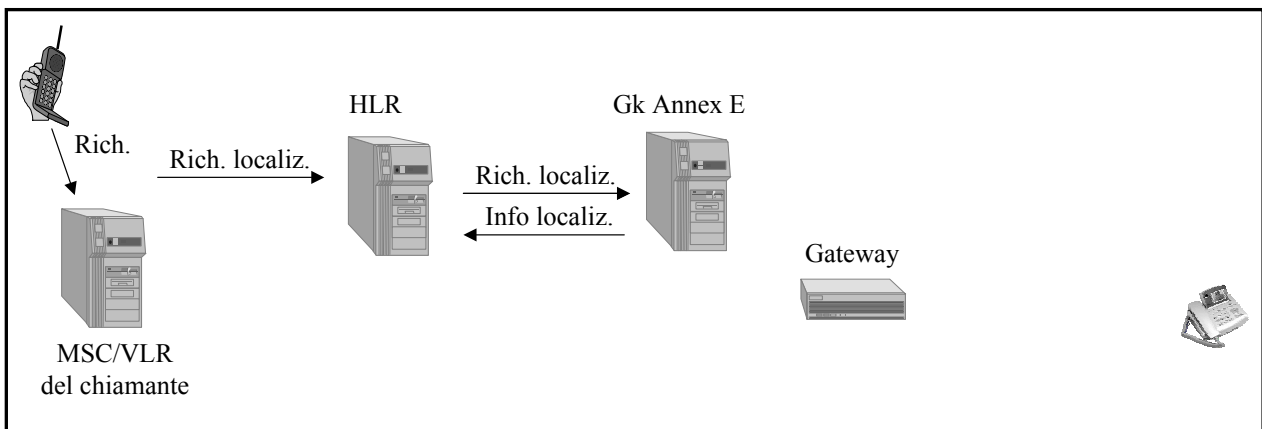 HLR
Gk Annex E
Rich.
Rich. localiz.
Rich. localiz.
Info localiz.
Gateway
MSC/VLR
del chiamante